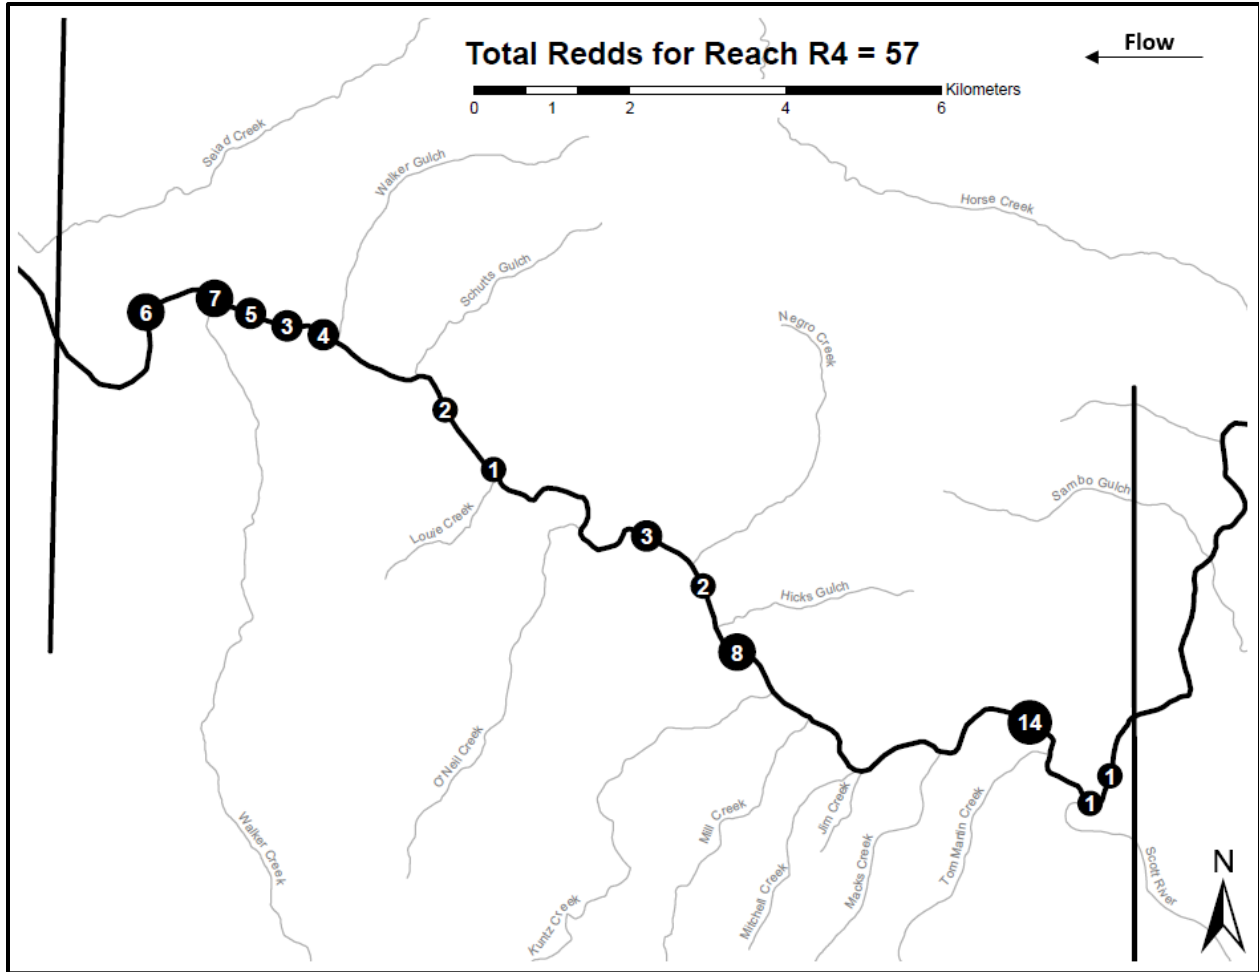 Total Redds for Reach R4 = 57
Flow
Kilometers
0 1 2 4 6
Seiad Creek
Walker Gulch
Horse Creek
Schutts Gulch
Negro Creek
6
7
5
3
4
2
1
Sambo Gulch
Louie Creek
3
2
Hicks Gulch
8
14
1
1
O'Neil Creek
Walker Creek
Mill Creek
Jim Creek
Macks Creek
Tom Martin Creek
Mitchell Creek
Kuntz Creek
Scott River
N